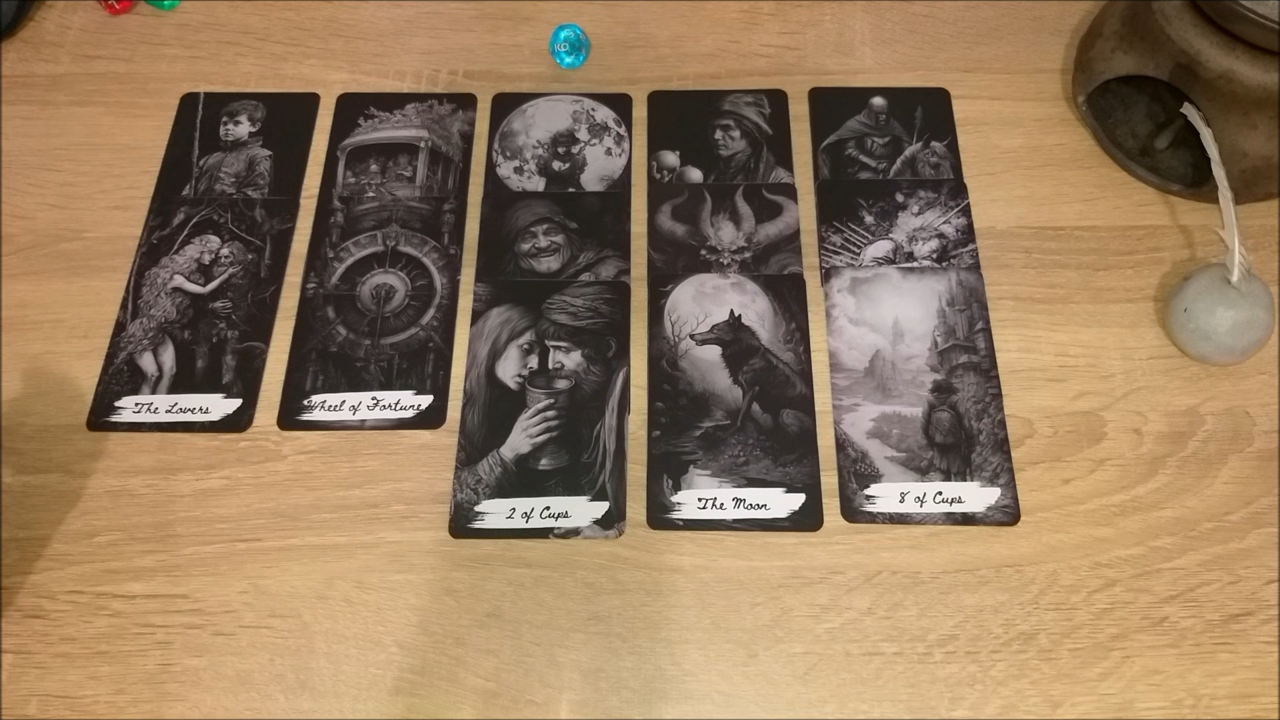 The Lovers
Wheel of Fortune
2 of Cups
The Moon
8 of Cups